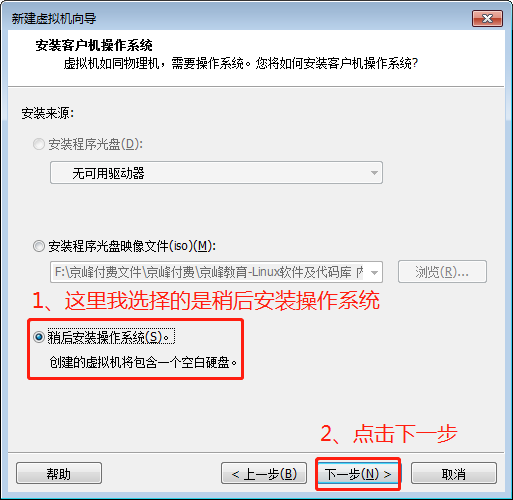 新建虚拟机向导
安装客户机操作系统
虚拟机如同物理机，需要操作系统。您将如何安装客户机操作系统?
安装来源:
安装程序光盘(D):
无可用驱动器
安装程序光盘映像文件(iso)(M):
F:\京峰付费文件\京峰付费\京峰教育-Linux软件及代码库 内
浏览(R)...
1、这里我选择的是稍后安装操作系统
稍后安装操作系统(S)。
创建的虚拟机将包含一个空白硬盘。
2、点击下一步
帮助
< 上一步(B)
下一步(N) >
取消